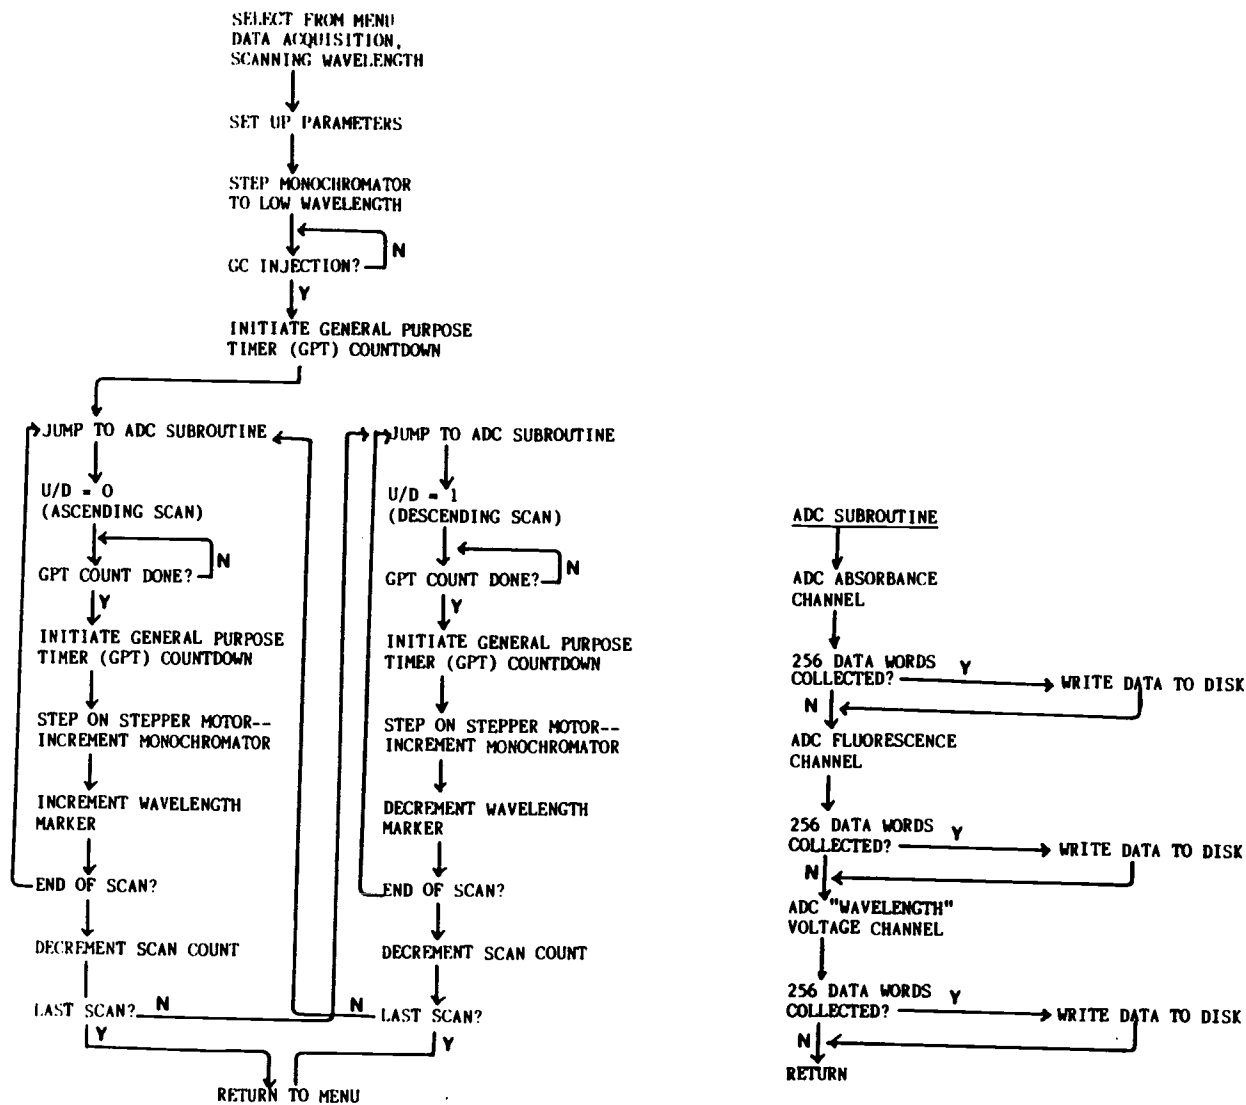 SELECT FROM MENU
DATA ACQUISITION,
SCANNING WAVELENGTH
SET UP PARAMETERS
STEP MONOCHROMATOR
TO LOW WAVELENGTH
N
GC INJECTION?
Y
INITIATE GENERAL PURPOSE
TIMER (GPT) COUNTDOWN
JUMP TO ADC SUBROUTINE
U/D = 0
(ASCENDING SCAN)
N
GPT COUNT DONE?
Y
INITIATE GENERAL PURPOSE
TIMER (GPT) COUNTDOWN
STEP ON STEPPER MOTOR--
INCREMENT MONOCHROMATOR
INCREMENT WAVELENGTH
MARKER
END OF SCAN?
DECREMENT SCAN COUNT
LAST SCAN?
N
Y
JUMP TO ADC SUBROUTINE
U/D = 1
(DESCENDING SCAN)
N
GPT COUNT DONE?
Y
INITIATE GENERAL PURPOSE
TIMER (GPT) COUNTDOWN
STEP ON STEPPER MOTOR--
INCREMENT MONOCHROMATOR
DECREMENT WAVELENGTH
MARKER
END OF SCAN?
DECREMENT SCAN COUNT
N
LAST SCAN?
Y
RETURN TO MENU
ADC SUBROUTINE
ADC ABSORBANCE
CHANNEL
256 DATA WORDS
COLLECTED?
Y
WRITE DATA TO DISK
N
ADC FLUORESCENCE
CHANNEL
256 DATA WORDS
COLLECTED?
Y
WRITE DATA TO DISK
N
ADC "WAVELENGTH"
VOLTAGE CHANNEL
256 DATA WORDS
COLLECTED?
Y
WRITE DATA TO DISK
N
RETURN